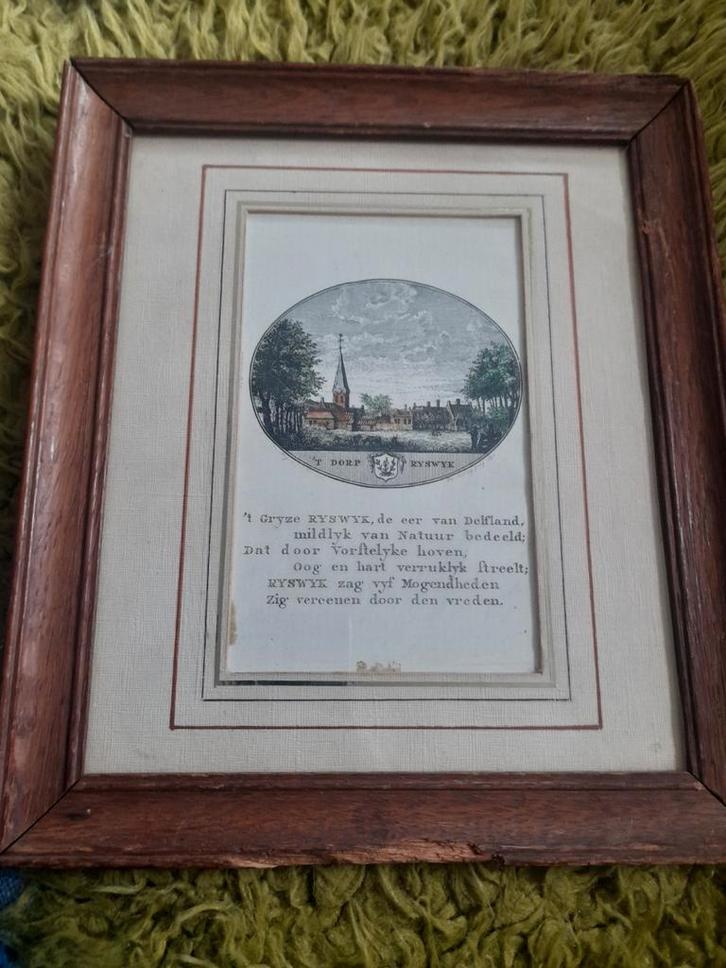 'T DORP RYSWYK
't Gryze RYSWYK, de eer van Delfland,
mildlyk van Natuur bedeeld;
Dat door Vorſtelyke hoven,
Oog en hart verruklyk ſtreelt;
RYSWYK zag vyf Mogendheden
Zig vereenen door den vreden.